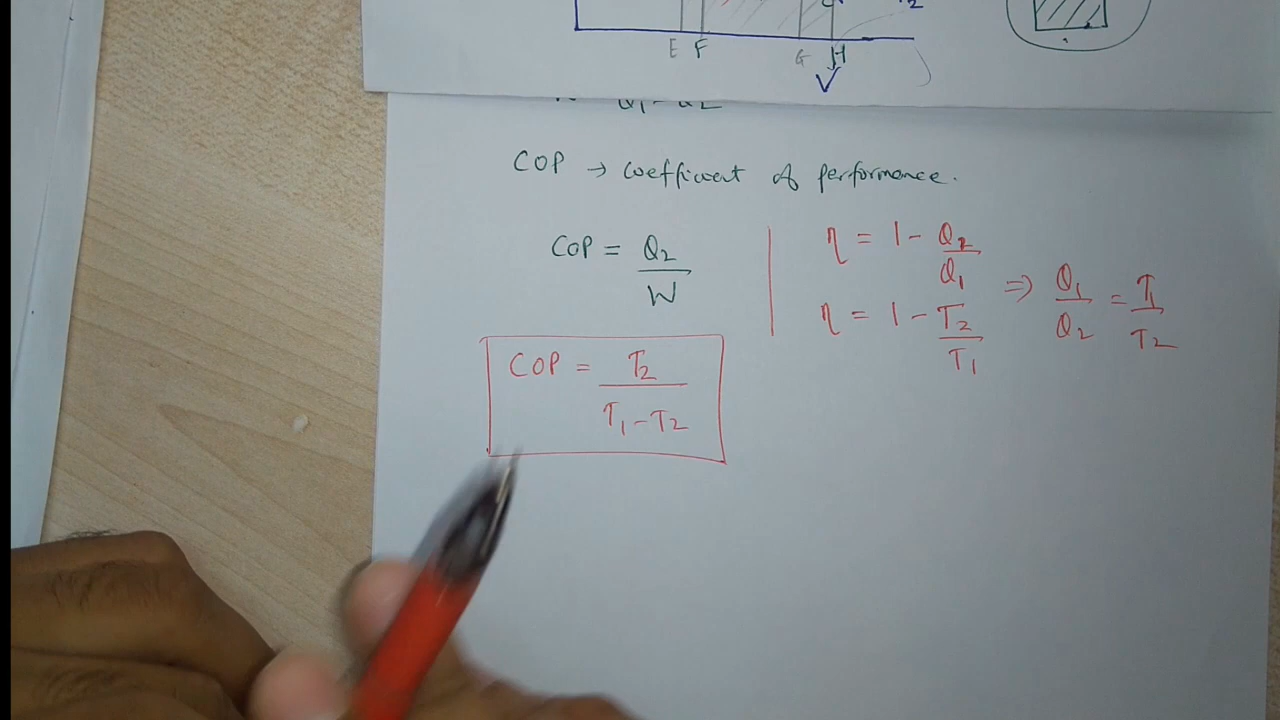 E F G H
V
COP → coefficient of performance.
COP = Q2 / W
η = 1 - Q2 / Q1
η = 1 - T2 / T1
⇒ Q1 / Q2 = T1 / T2
COP = T2 / T1 - T2